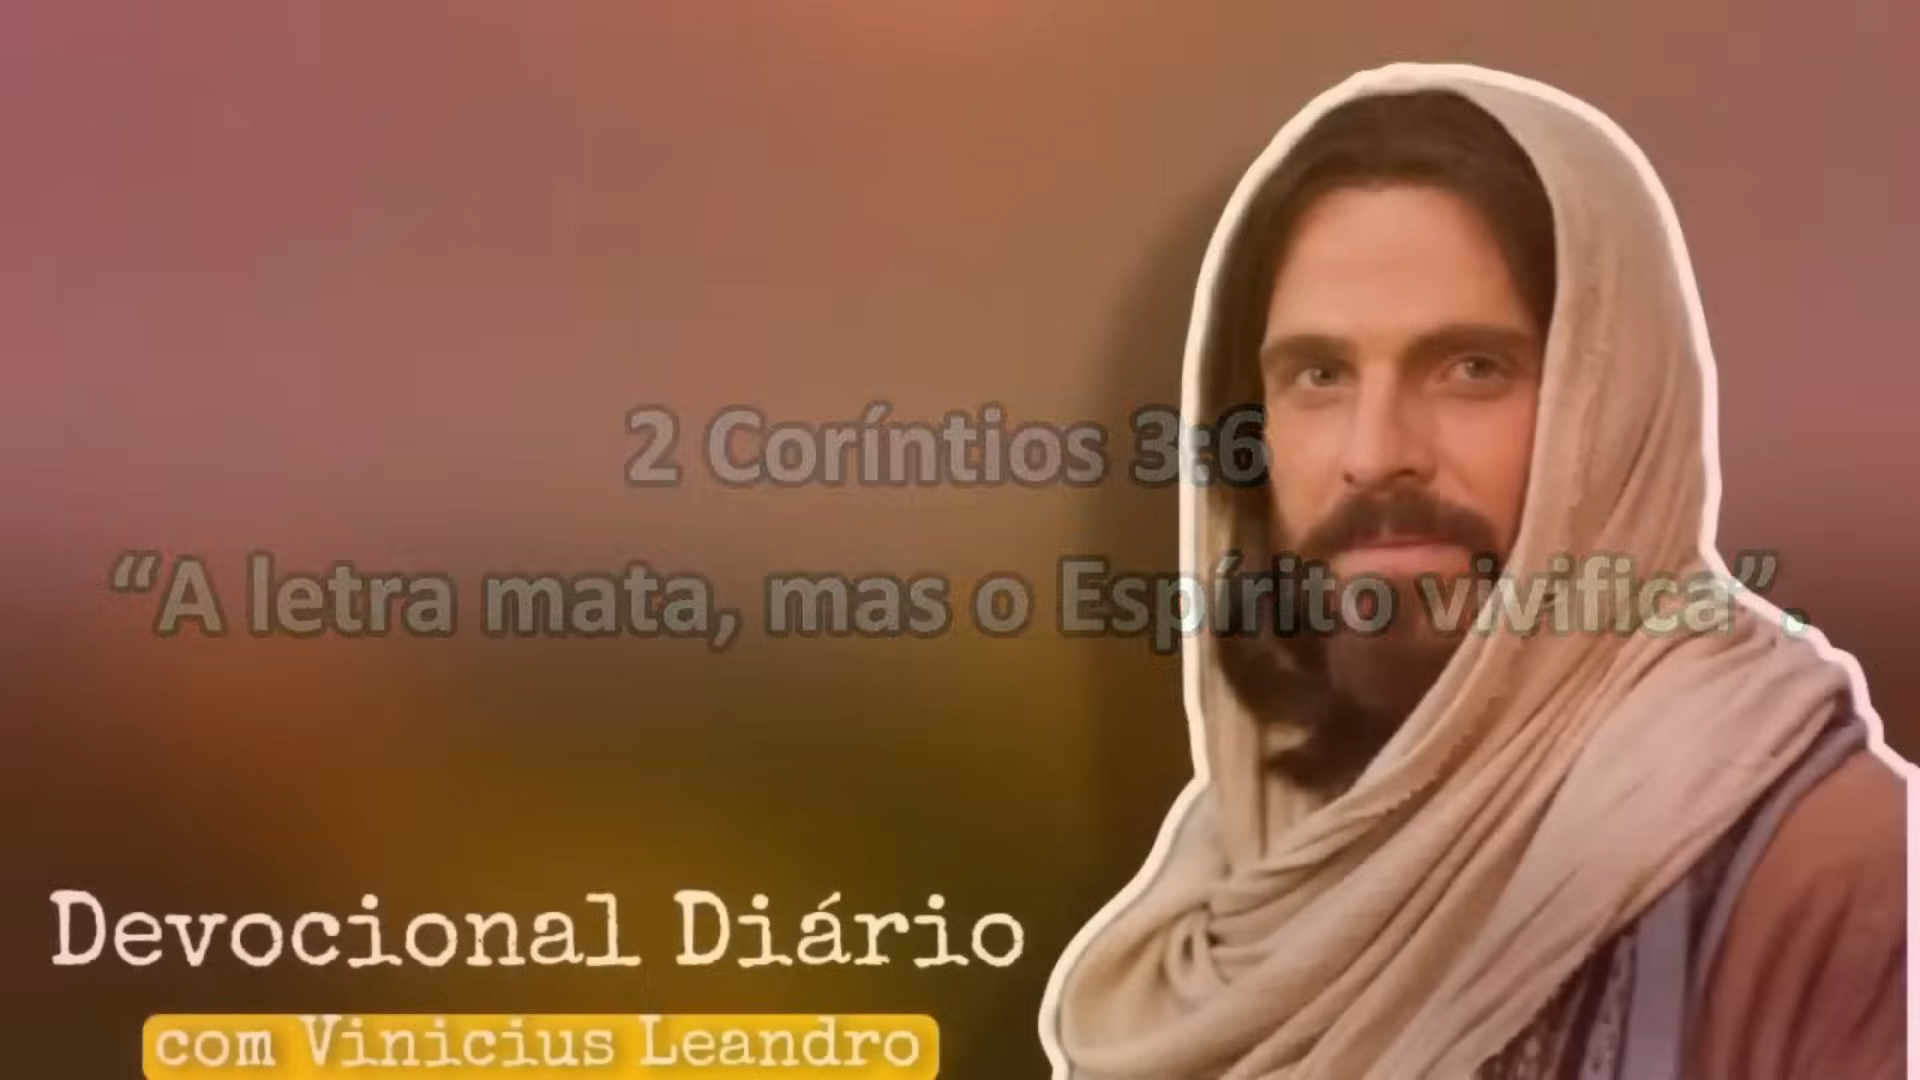 2 Coríntios 3:6
“A letra mata, mas o Espírito vivifica”.
Devocional Diário
com Vinicius Leandro